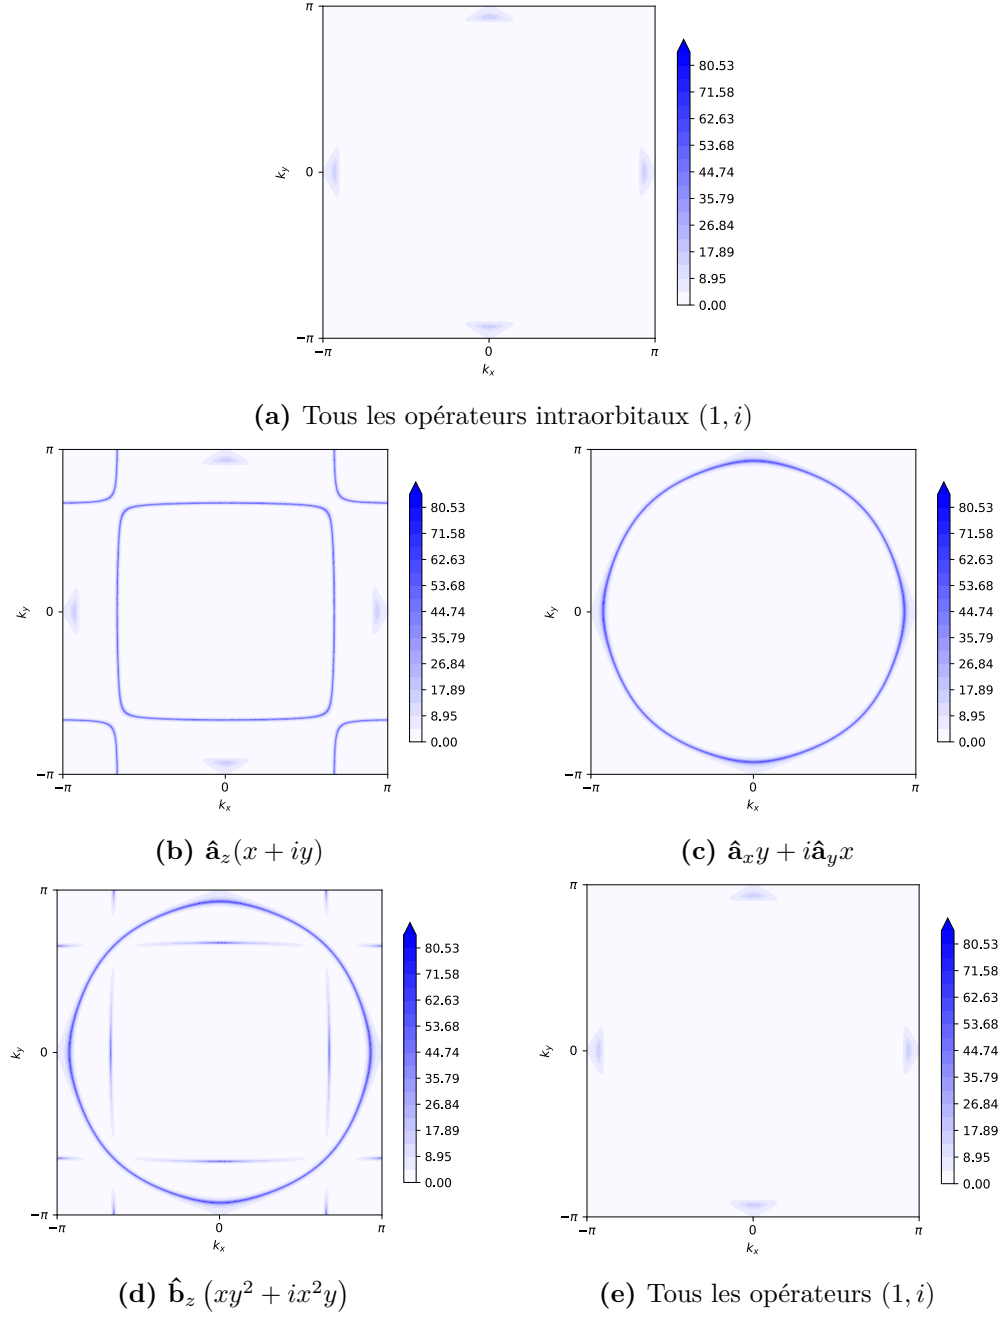 π
0
−π
k_y
−π
0
π
k_x
80.53
71.58
62.63
53.68
44.74
35.79
26.84
17.89
8.95
0.00
(a) Tous les opérateurs intraorbitaux (1, i)
π
0
−π
k_y
−π
0
π
k_x
80.53
71.58
62.63
53.68
44.74
35.79
26.84
17.89
8.95
0.00
(b) â_z(x + iy)
π
0
−π
k_y
−π
0
π
k_x
80.53
71.58
62.63
53.68
44.74
35.79
26.84
17.89
8.95
0.00
(c) â_x y + iâ_y x
π
0
−π
k_y
−π
0
π
k_x
80.53
71.58
62.63
53.68
44.74
35.79
26.84
17.89
8.95
0.00
(d) b̂_z (xy² + ix²y)
π
0
−π
k_y
−π
0
π
k_x
80.53
71.58
62.63
53.68
44.74
35.79
26.84
17.89
8.95
0.00
(e) Tous les opérateurs (1, i)